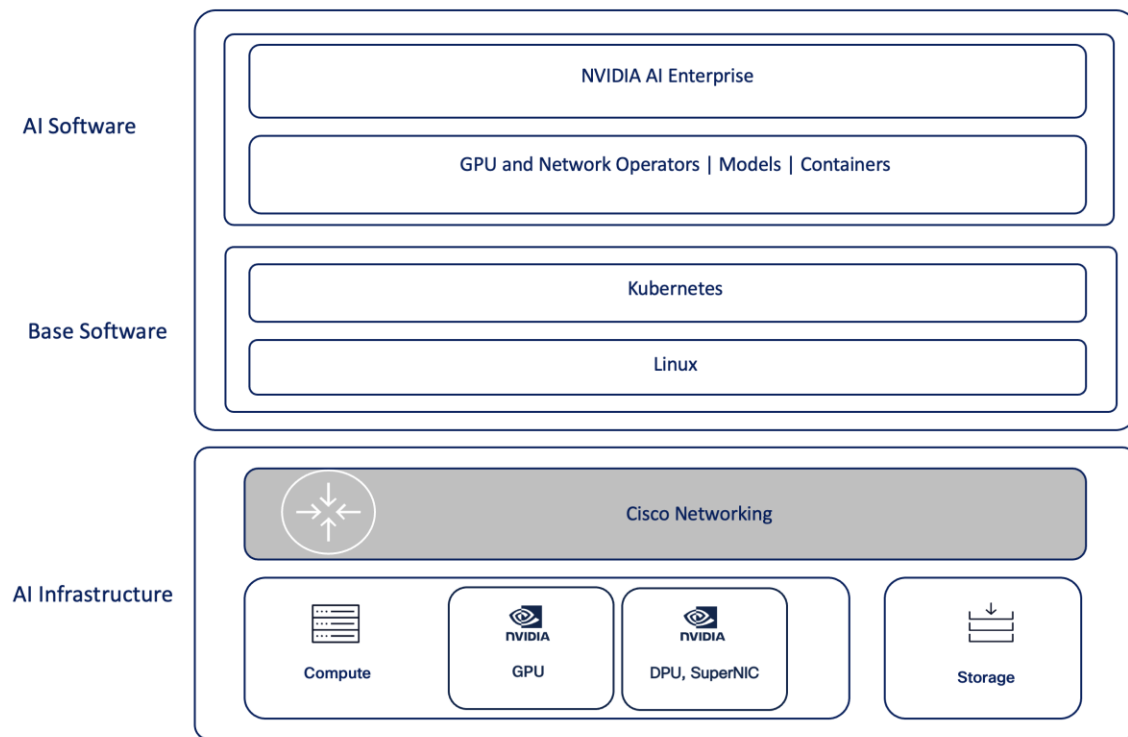 AI Software
NVIDIA AI Enterprise
GPU and Network Operators | Models | Containers
Base Software
Kubernetes
Linux
AI Infrastructure
Cisco Networking
Compute
NVIDIA
GPU
NVIDIA
DPU, SuperNIC
Storage